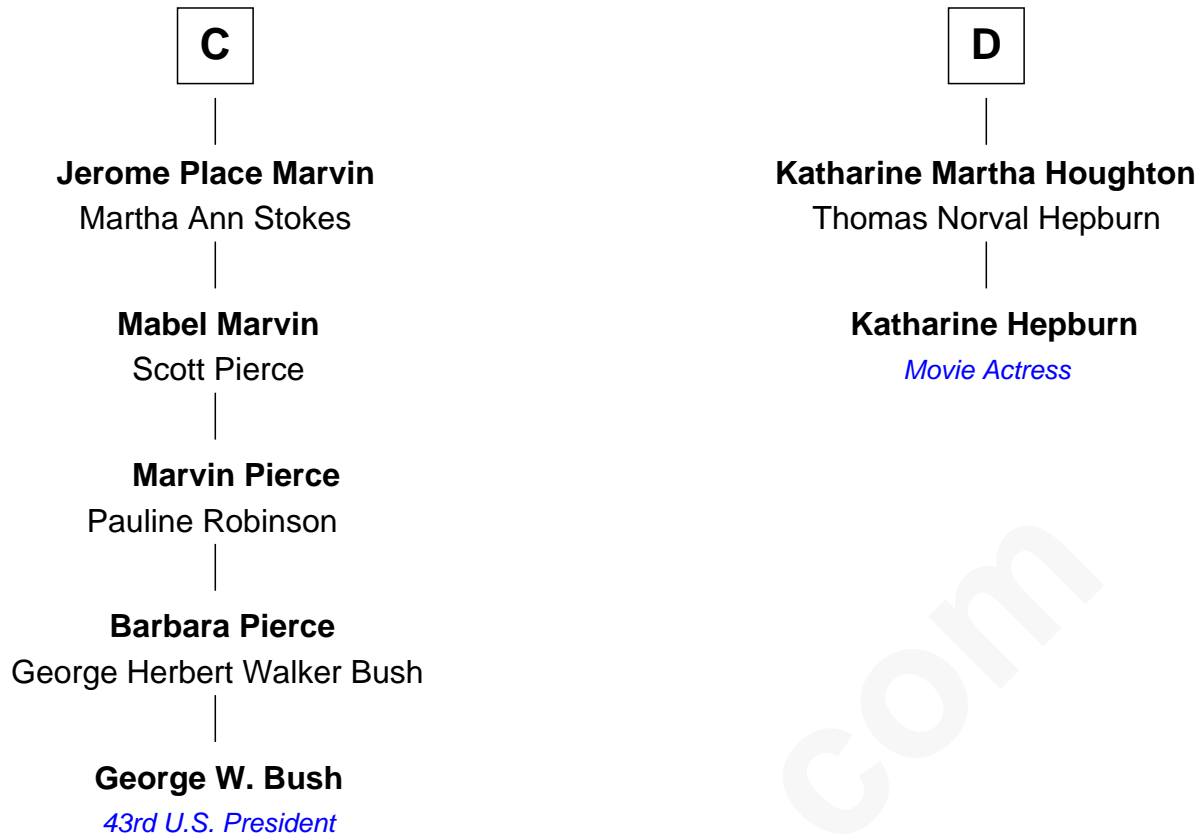 C
Jerome Place Marvin
Martha Ann Stokes
Mabel Marvin
Scott Pierce
Marvin Pierce
Pauline Robinson
Barbara Pierce
George Herbert Walker Bush
George W. Bush
43rd U.S. President
D
Katharine Martha Houghton
Thomas Norval Hepburn
Katharine Hepburn
Movie Actress
com